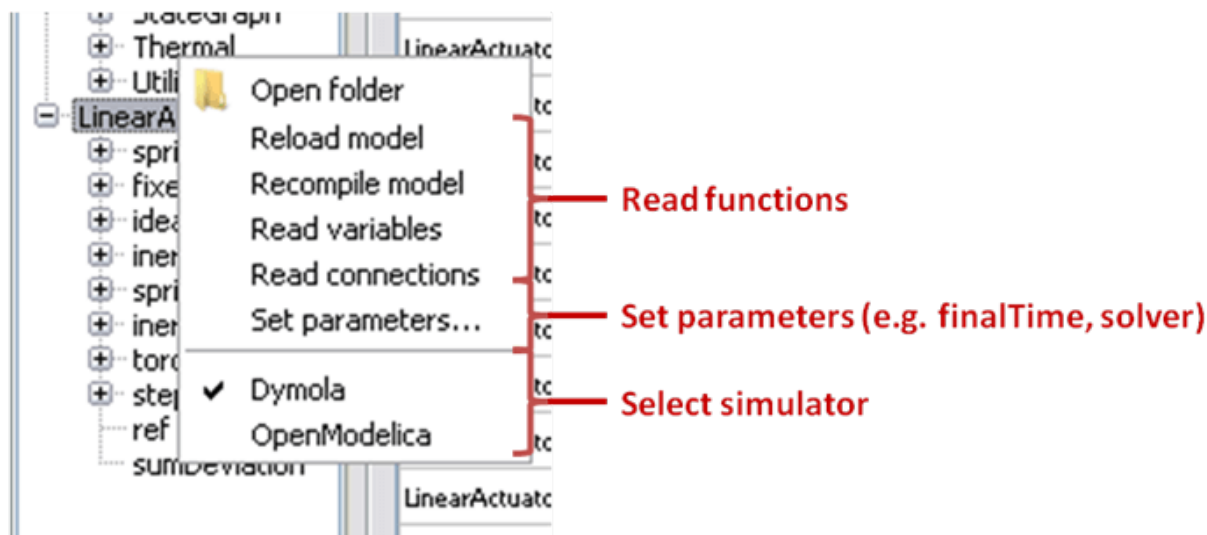 StateGraph
Thermal
LinearActuato
Utili
Open folder
LinearA
Reload model
spri
Recompile model
fixe
Read functions
idea
Read variables
iner
Read connections
spri
Set parameters...
Set parameters (e.g. finalTime, solver)
iner
torq
step
Dymola
Select simulator
ref
OpenModelica
sumDeviation
LinearActuato